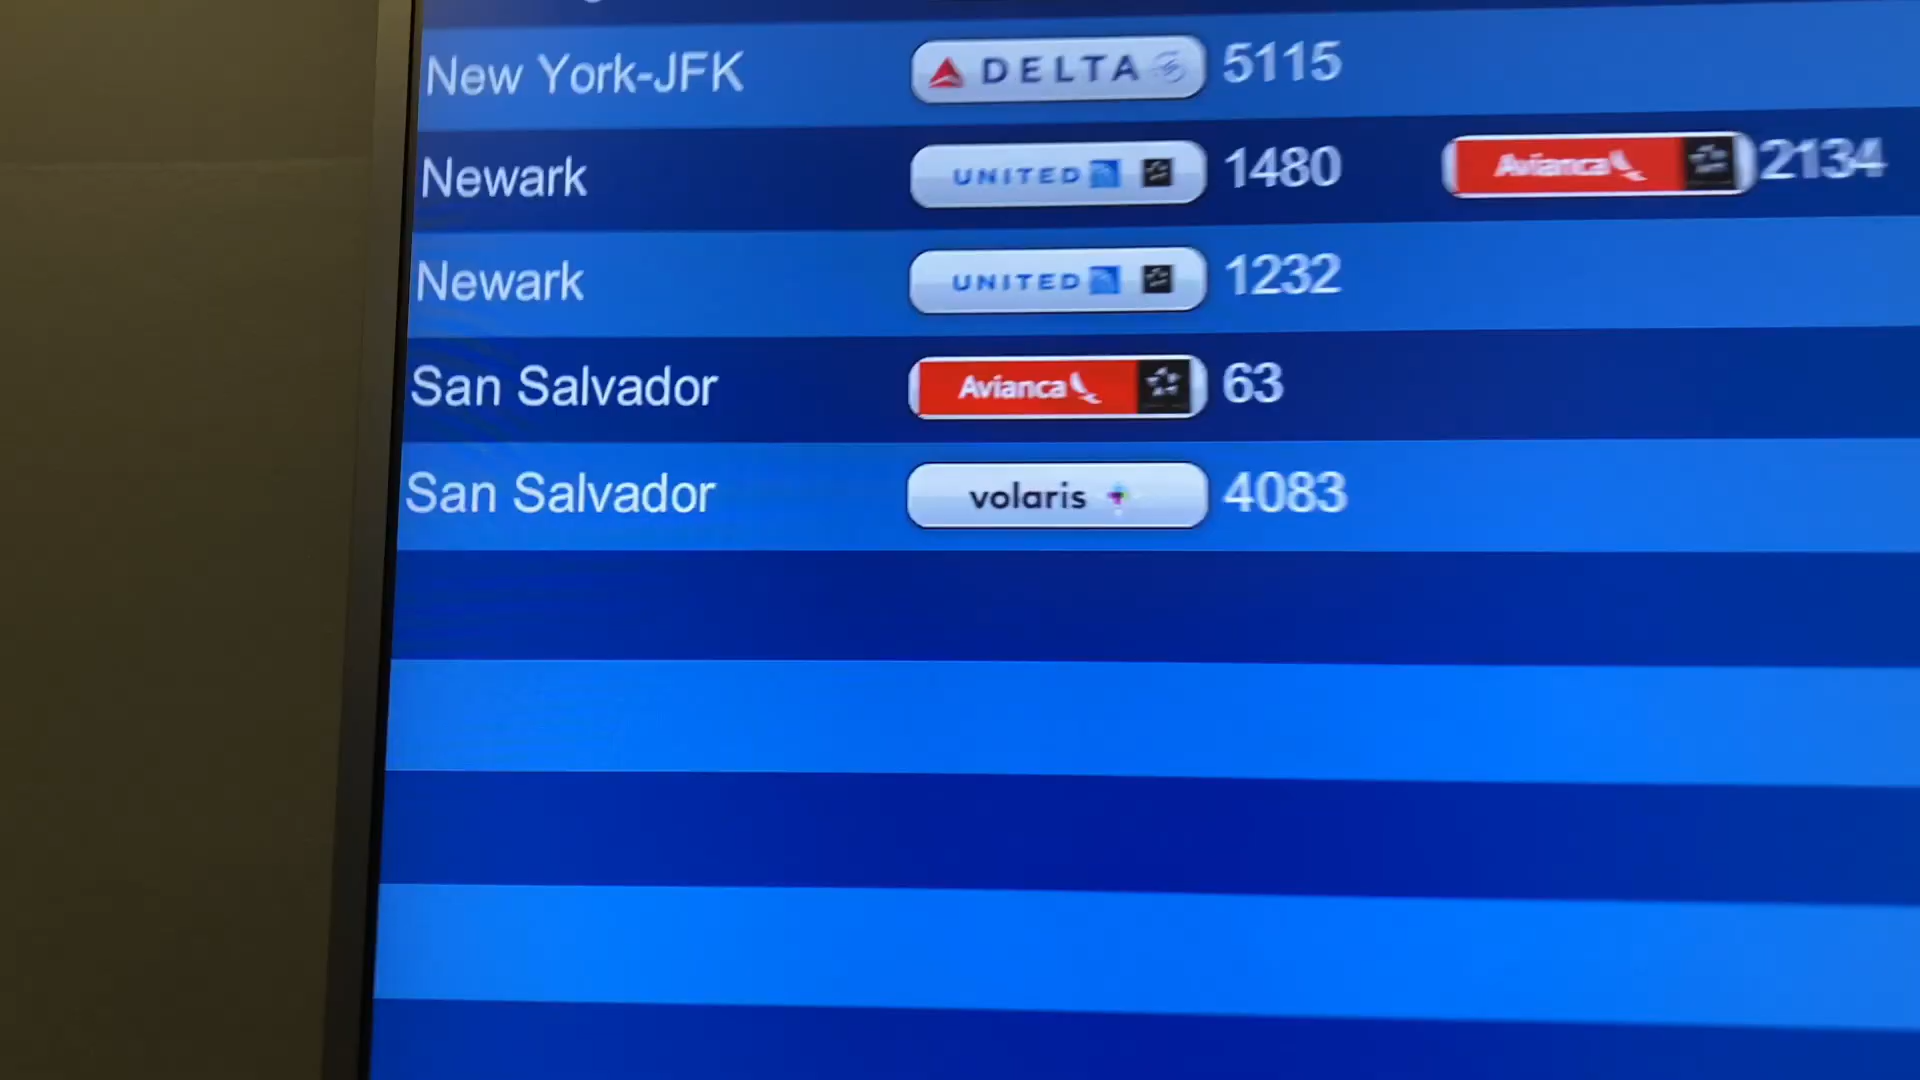 New York-JFK DELTA 5115
Newark UNITED 1480 Avianca 2134
Newark UNITED 1232
San Salvador Avianca 63
San Salvador volaris 4083